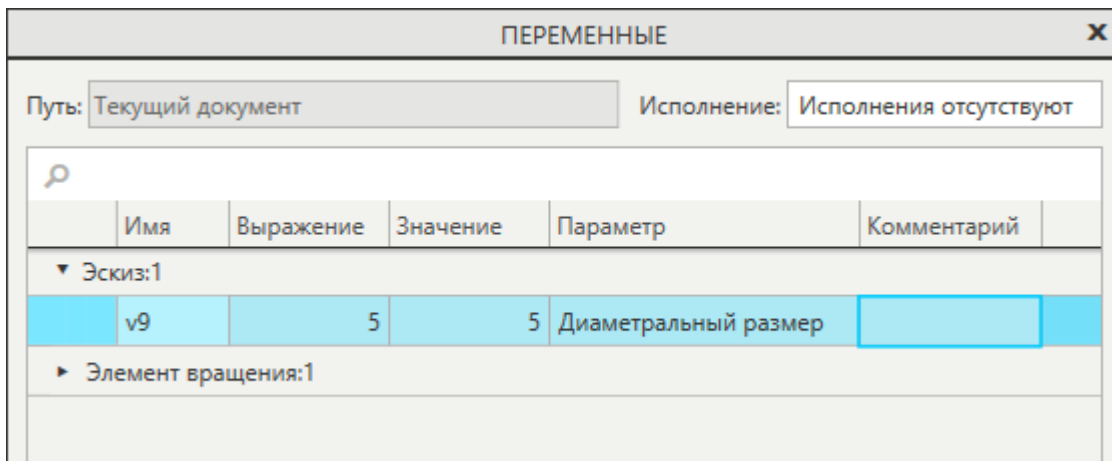 ПЕРЕМЕННЫЕ x
Путь: Текущий документ Исполнение: Исполнения отсутствуют
Имя Выражение Значение Параметр Комментарий
Эскиз:1
v9 5 5 Диаметральный размер
Элемент вращения:1